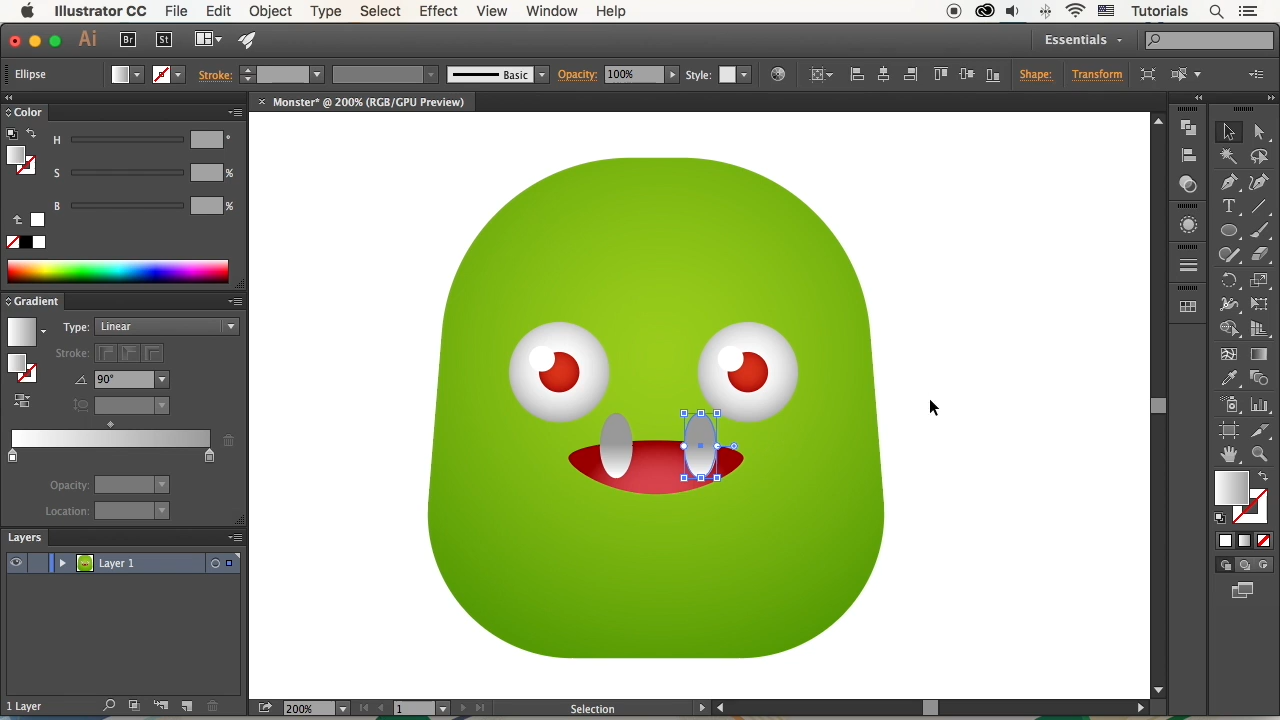 Illustrator CC File Edit Object Type Select Effect View Window Help Tutorials
Ai Br St Essentials
Ellipse Stroke: Basic Opacity: 100% Style: Shape: Transform
Monster* @ 200% (RGB/GPU Preview)
Color
H °
S %
B %
Gradient
Type: Linear
Stroke:
90°
Opacity:
Location:
Layers
Layer 1
1 Layer 200% 1 Selection